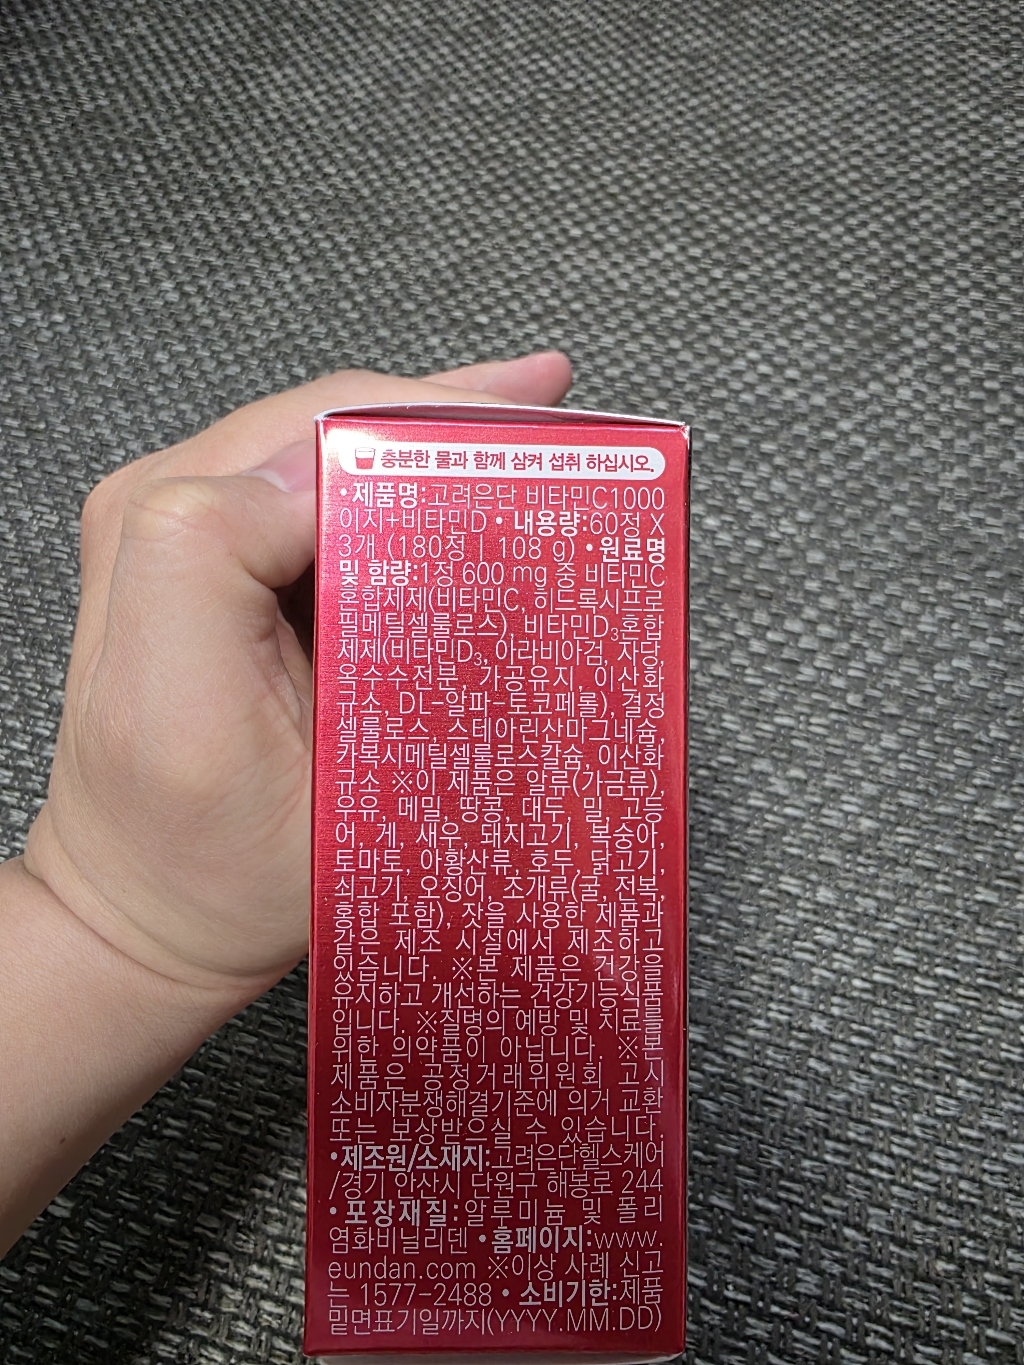 충분한 물과 함께 삼켜 섭취 하십시오.
•제품명:고려은단 비타민C1000
이지+비타민D •내용량:60정 X
3개 (180정 | 108 g) •원료명
및 함량:1정 600 mg 중 비타민C
혼합제제(비타민C, 히드록시프로
필메틸셀룰로스), 비타민D₃혼합
제제(비타민D₃, 아라비아검, 자당,
옥수수전분, 가공유지, 이산화
규소, DL-알파-토코페롤), 결정
셀룰로스, 스테아린산마그네슘,
카복시메틸셀룰로스칼슘, 이산화
규소 ※이 제품은 알류(가금류),
우유, 메밀, 땅콩, 대두, 밀, 고등
어, 게, 새우, 돼지고기, 복숭아,
토마토, 아황산류, 호두, 닭고기,
쇠고기, 오징어, 조개류(굴, 전복,
홍합 포함), 잣을 사용한 제품과
같은 제조 시설에서 제조하고
있습니다. ※본 제품은 건강을
유지하고 개선하는 건강기능식품
입니다. ※질병의 예방 및 치료를
위한 의약품이 아닙니다. ※본
제품은 공정거래위원회 고시
소비자분쟁해결기준에 의거 교환
또는 보상받으실 수 있습니다.
•제조원/소재지:고려은단헬스케어
/경기 안산시 단원구 해봉로 244
•포장재질:알루미늄 및 폴리
염화비닐리덴 •홈페이지:www.
eundan.com ※이상 사례 신고
는 1577-2488 •소비기한:제품
밑면표기일까지(YYYY.MM.DD)